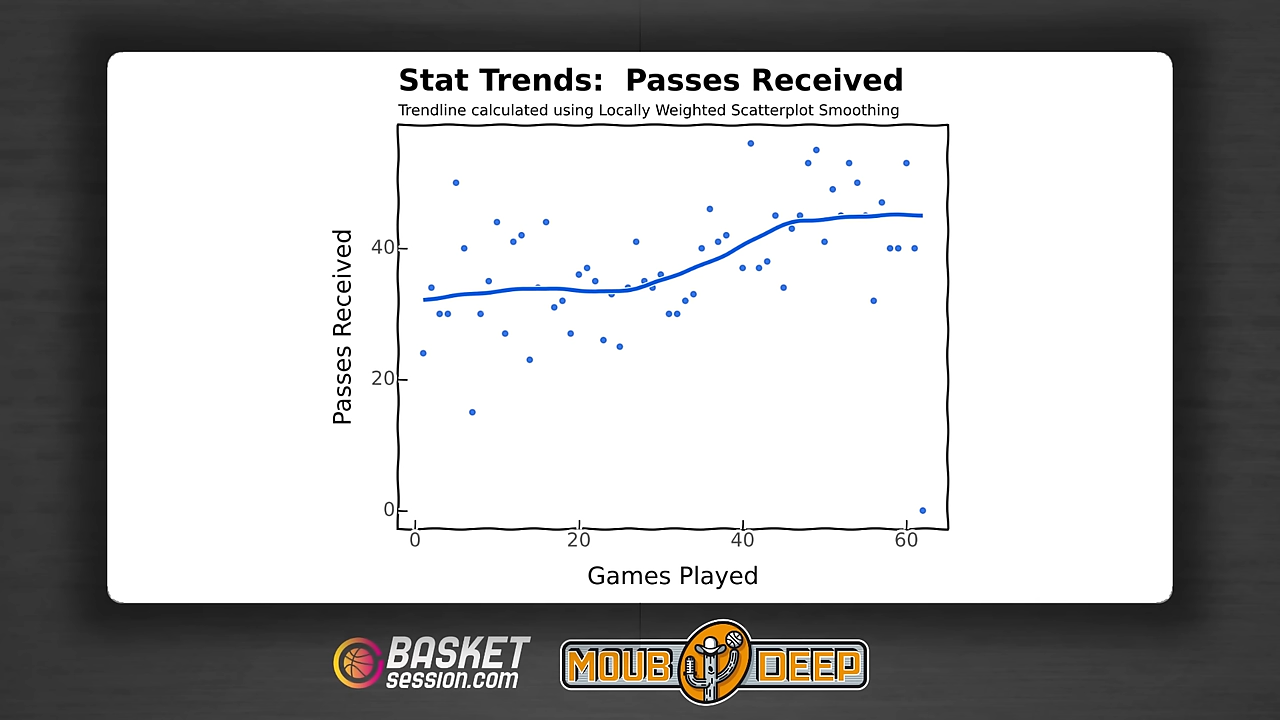 Stat Trends:  Passes Received
Trendline calculated using Locally Weighted Scatterplot Smoothing
Passes Received
40
20
0
0 20 40 60
Games Played
BASKET
session.com
MOUB DEEP